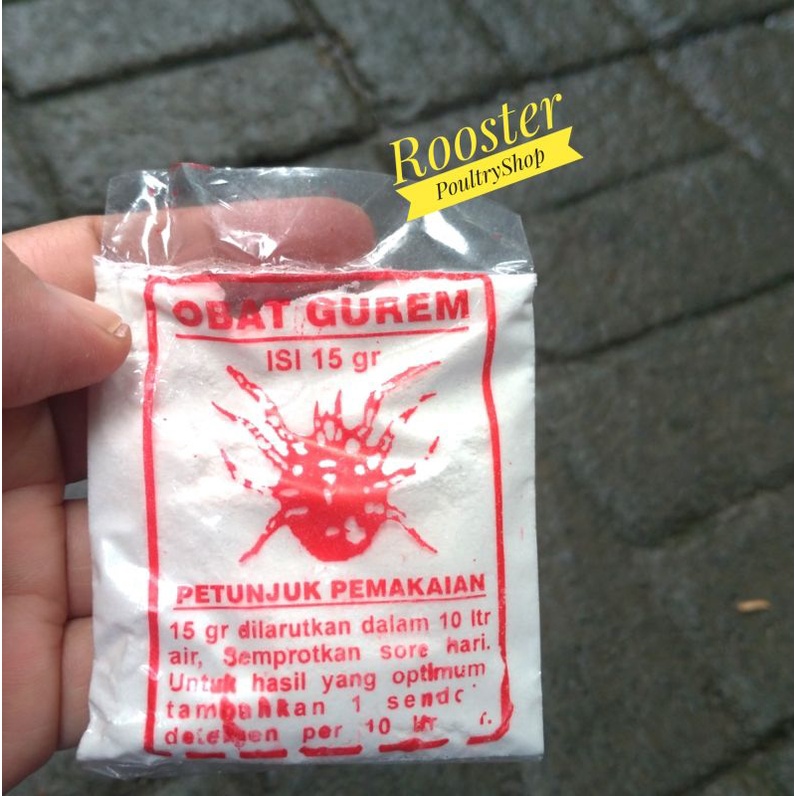 Rooster
PoultryShop
OBAT GUREM
ISI 15 gr
PETUNJUK PEMAKAIAN
15 gr dilarutkan dalam 10 ltr
air, Semprotkan sore hari.
Untuk hasil yang optimum
tambahkan 1
per 10 ltr